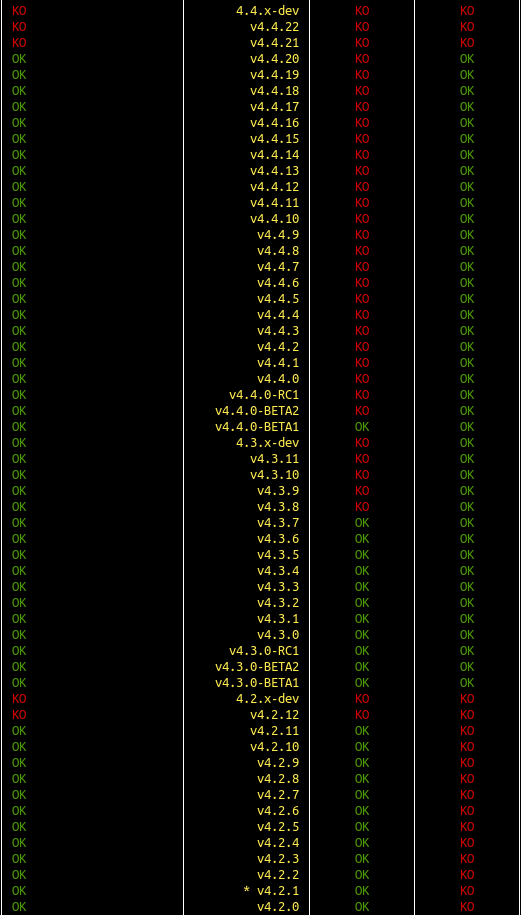 KO 4.4.x-dev KO KO
KO v4.4.22 KO KO
KO v4.4.21 KO KO
OK v4.4.20 KO OK
OK v4.4.19 KO OK
OK v4.4.18 KO OK
OK v4.4.17 KO OK
OK v4.4.16 KO OK
OK v4.4.15 KO OK
OK v4.4.14 KO OK
OK v4.4.13 KO OK
OK v4.4.12 KO OK
OK v4.4.11 KO OK
OK v4.4.10 KO OK
OK v4.4.9 KO OK
OK v4.4.8 KO OK
OK v4.4.7 KO OK
OK v4.4.6 KO OK
OK v4.4.5 KO OK
OK v4.4.4 KO OK
OK v4.4.3 KO OK
OK v4.4.2 KO OK
OK v4.4.1 KO OK
OK v4.4.0 KO OK
OK v4.4.0-RC1 KO OK
OK v4.4.0-BETA2 KO OK
OK v4.4.0-BETA1 OK OK
OK 4.3.x-dev KO OK
OK v4.3.11 KO OK
OK v4.3.10 KO OK
OK v4.3.9 KO OK
OK v4.3.8 KO OK
OK v4.3.7 OK OK
OK v4.3.6 OK OK
OK v4.3.5 OK OK
OK v4.3.4 OK OK
OK v4.3.3 OK OK
OK v4.3.2 OK OK
OK v4.3.1 OK OK
OK v4.3.0 OK OK
OK v4.3.0-RC1 OK OK
OK v4.3.0-BETA2 OK OK
OK v4.3.0-BETA1 OK OK
KO 4.2.x-dev KO KO
KO v4.2.12 KO KO
OK v4.2.11 OK KO
OK v4.2.10 OK KO
OK v4.2.9 OK KO
OK v4.2.8 OK KO
OK v4.2.7 OK KO
OK v4.2.6 OK KO
OK v4.2.5 OK KO
OK v4.2.4 OK KO
OK v4.2.3 OK KO
OK v4.2.2 OK KO
OK * v4.2.1 OK KO
OK v4.2.0 OK KO